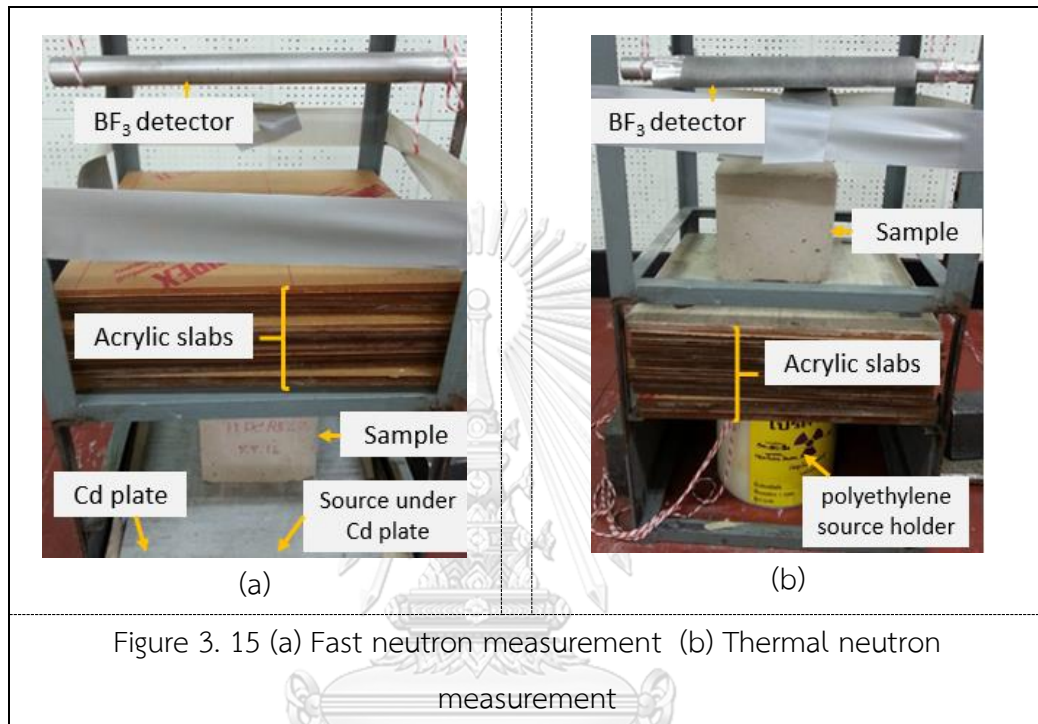 BF₃ detector
Acrylic slabs
Sample
Cd plate
Source under
Cd plate
(a)
BF₃ detector
Sample
Acrylic slabs
polyethylene
source holder
(b)
Figure 3. 15 (a) Fast neutron measurement (b) Thermal neutron
measurement